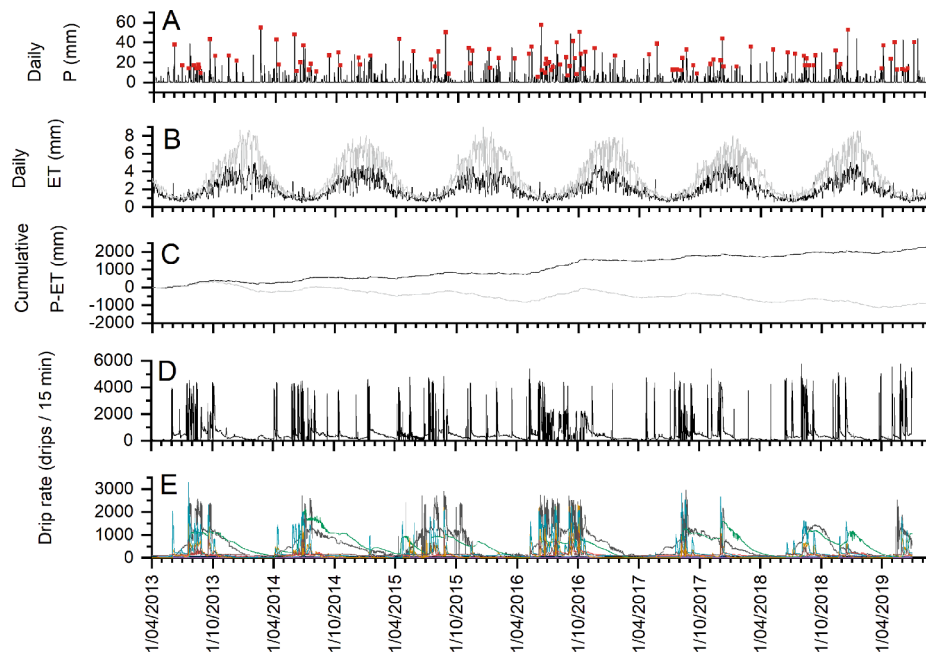 A
Daily
P (mm)
60
40
20
0
B
Daily
ET (mm)
8
6
4
2
0
C
Cumulative
P-ET (mm)
2000
1000
0
-1000
-2000
D
6000
4000
2000
0
Drip rate (drips / 15 min)
E
3000
2000
1000
0
1/04/2013
1/10/2013
1/04/2014
1/10/2014
1/04/2015
1/10/2015
1/04/2016
1/10/2016
1/04/2017
1/10/2017
1/04/2018
1/10/2018
1/04/2019